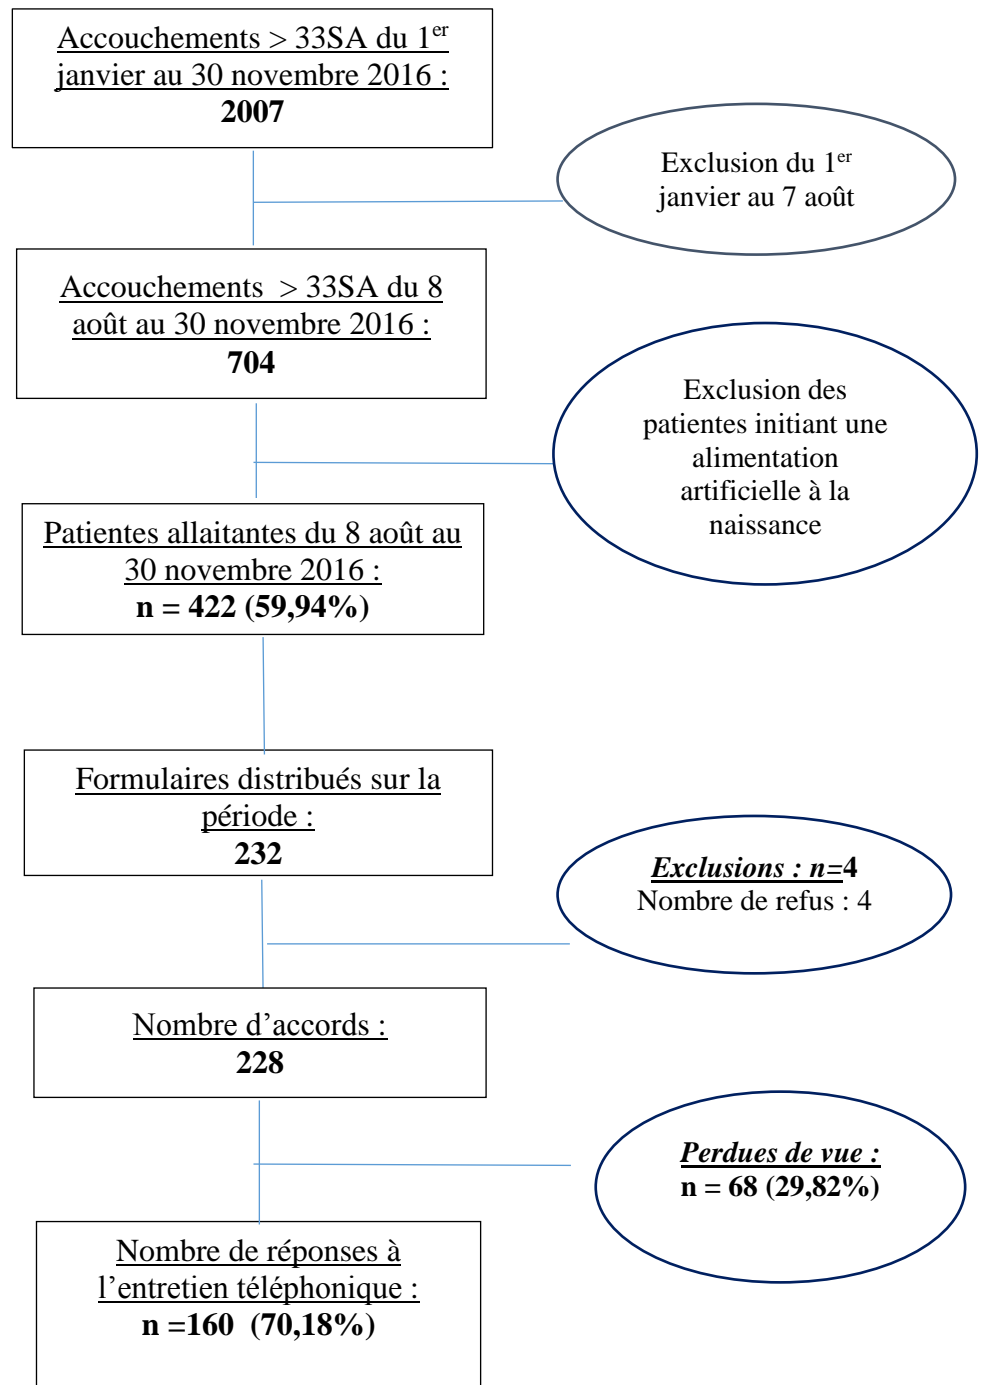 Accouchements > 33SA du 1er
janvier au 30 novembre 2016 :
2007
Exclusion du 1er
janvier au 7 août
Accouchements > 33SA du 8
août au 30 novembre 2016 :
704
Exclusion des
patientes initiant une
alimentation
artificielle à la
naissance
Patientes allaitantes du 8 août au
30 novembre 2016 :
n = 422 (59,94%)
Formulaires distribués sur la
période :
232
Exclusions : n=4
Nombre de refus : 4
Nombre d’accords :
228
Perdues de vue :
n = 68 (29,82%)
Nombre de réponses à
l’entretien téléphonique :
n =160 (70,18%)